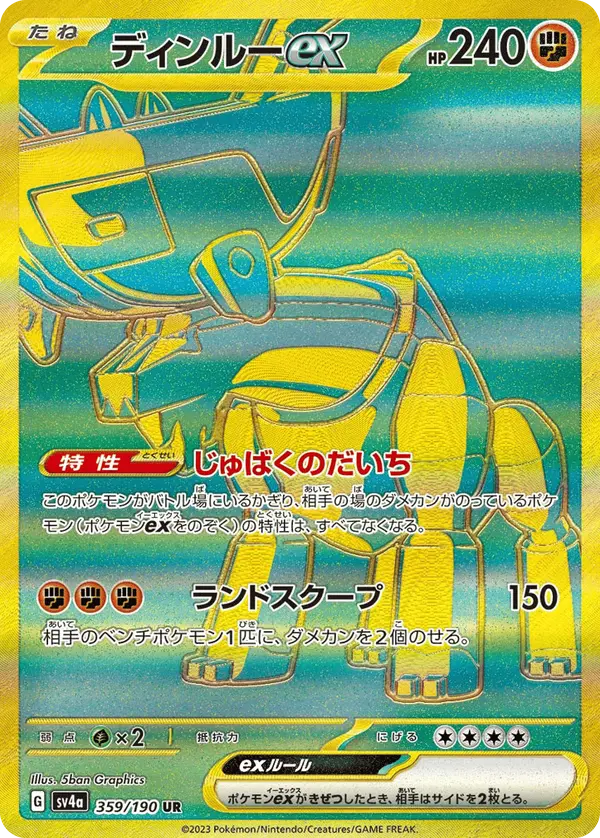 たね ディンルーex HP240
特性 とくせい じゅばくのだいち
このポケモンがバトル場にいるかぎり、相手の場のダメカンがのっているポケ
モン(ポケモンexをのぞく)の特性は、すべてなくなる。
ランドスクープ 150
相手のベンチポケモン1匹に、ダメカンを2個のせる。
弱点 ×2 抵抗力 にげる
exルール
ポケモンexがきぜつしたとき、相手はサイドを2枚とる。
Illus. 5ban Graphics
G sv4a 359/190 UR
©2023 Pokémon/Nintendo/Creatures/GAME FREAK.